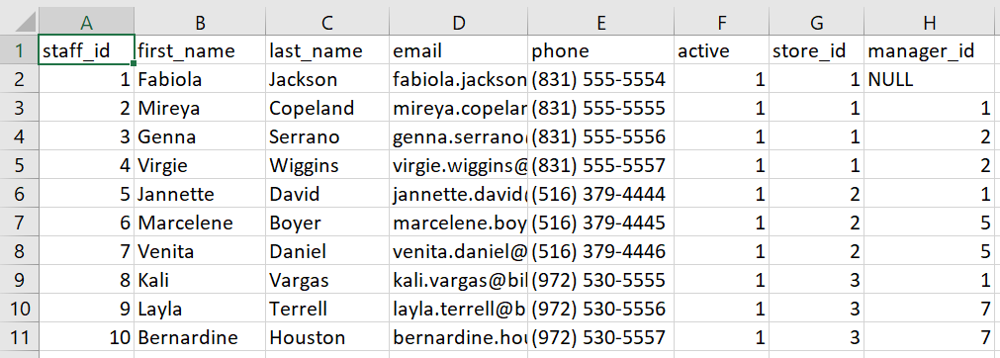 A B C D E F G H
1 staff_id first_name last_name email phone active store_id manager_id
2 1 Fabiola Jackson fabiola.jackson (831) 555-5554 1 1 NULL
3 2 Mireya Copeland mireya.copelan (831) 555-5555 1 1 1
4 3 Genna Serrano genna.serrano (831) 555-5556 1 1 2
5 4 Virgie Wiggins virgie.wiggins@ (831) 555-5557 1 1 2
6 5 Jannette David jannette.david (516) 379-4444 1 2 1
7 6 Marcelene Boyer marcelene.boy (516) 379-4445 1 2 5
8 7 Venita Daniel venita.daniel@ (516) 379-4446 1 2 5
9 8 Kali Vargas kali.vargas@bi (972) 530-5555 1 3 1
10 9 Layla Terrell layla.terrell@b (972) 530-5556 1 3 7
11 10 Bernardine Houston bernardine.hou (972) 530-5557 1 3 7